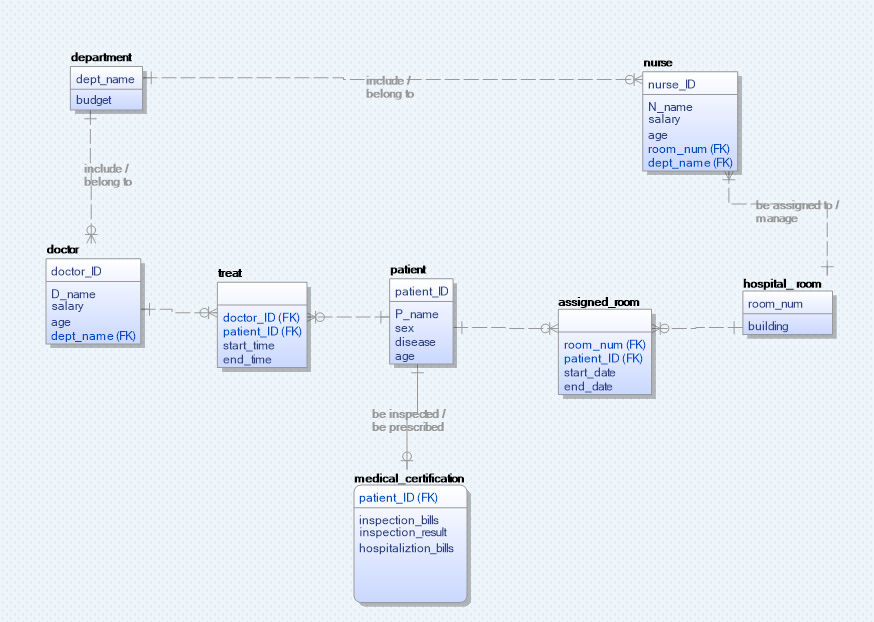 department
dept_name
budget
include /
belong to
nurse
nurse_ID
N_name
salary
age
room_num (FK)
dept_name (FK)
include /
belong to
be assigned to /
manage
doctor
doctor_ID
D_name
salary
age
dept_name (FK)
treat
doctor_ID (FK)
patient_ID (FK)
start_time
end_time
patient
patient_ID
P_name
sex
disease
age
assigned_room
room_num (FK)
patient_ID (FK)
start_date
end_date
hospital_ room
room_num
building
be inspected /
be prescribed
medical_certification
patient_ID (FK)
inspection_bills
inspection_result
hospitaliztion_bills